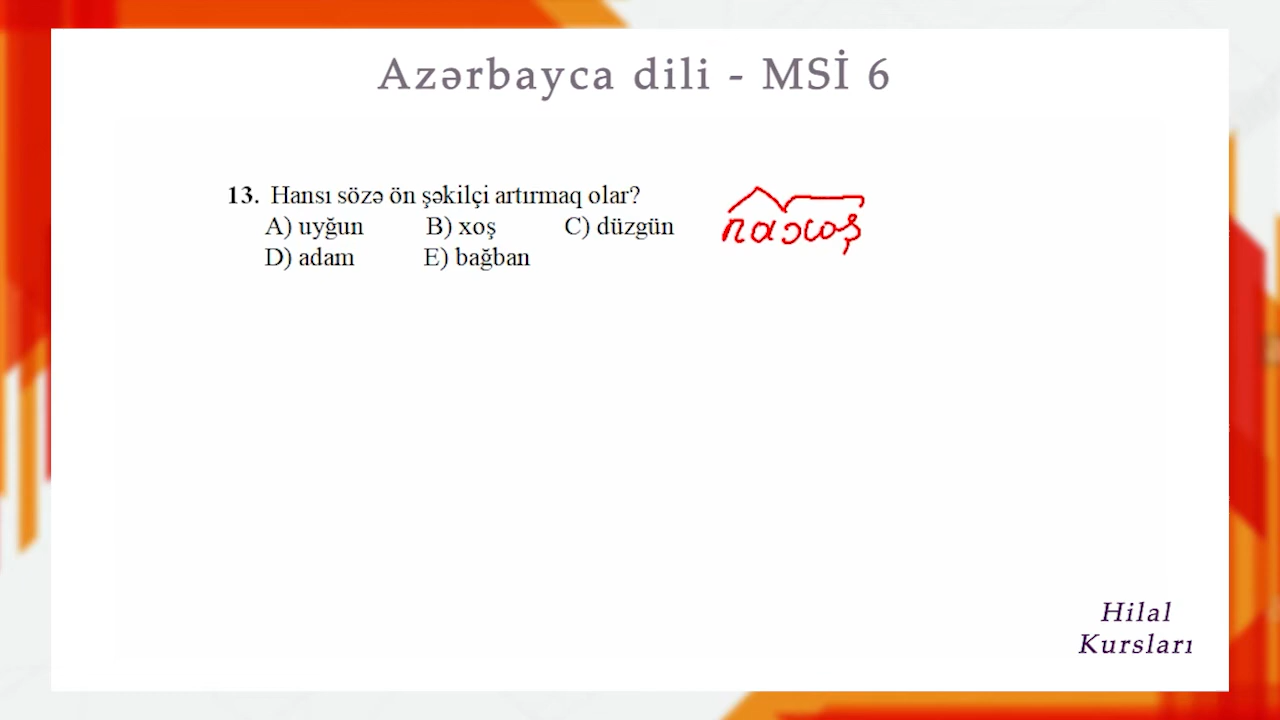 Azərbayca dili - MSİ 6
13. Hansı sözə ön şəkilçi artırmaq olar?
A) uyğun B) xoş C) düzgün
D) adam E) bağban
naxoş
Hilal
Kursları